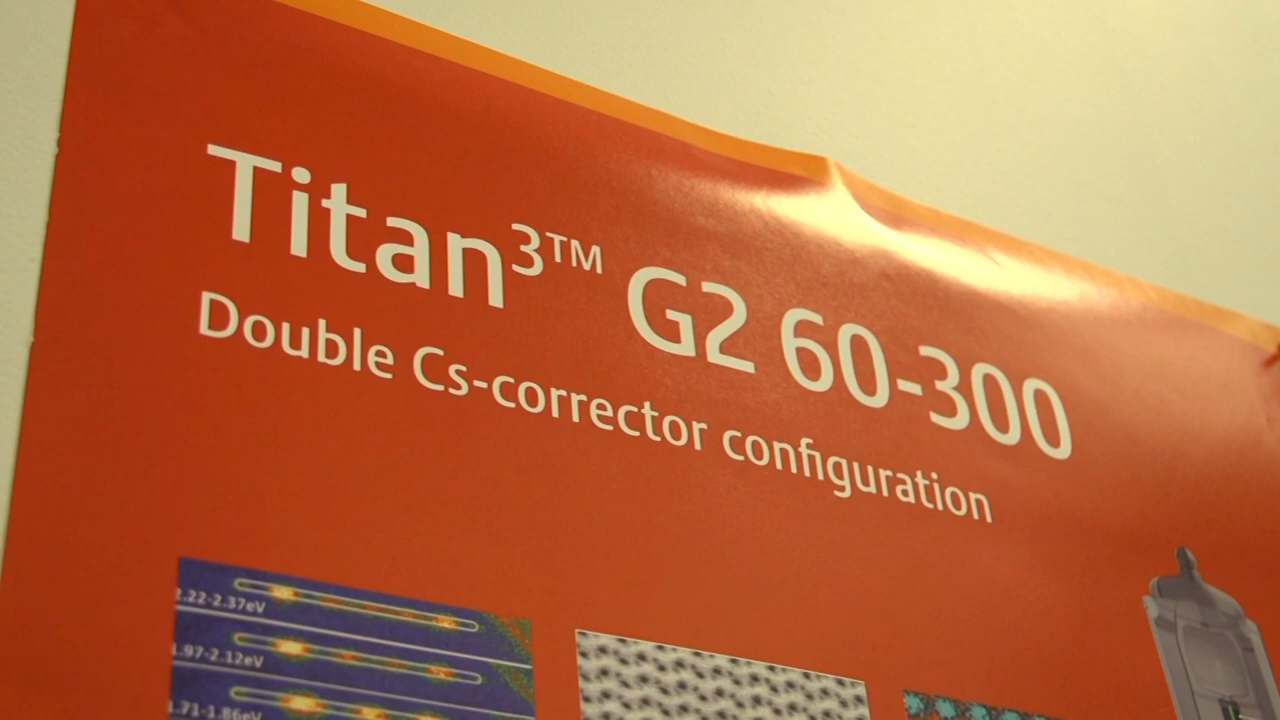 Titan³™ G2 60-300
Double Cs-corrector configuration
2.22-2.37eV
1.97-2.12eV
1.71-1.86eV